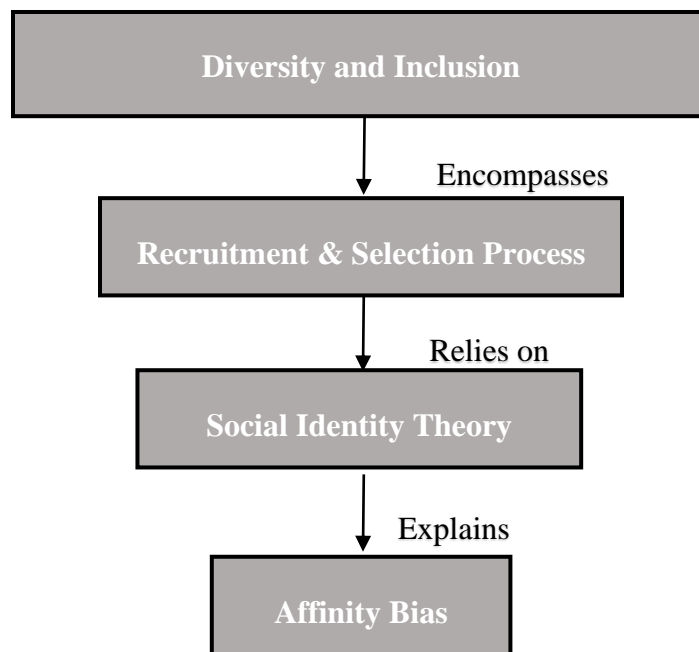 Diversity and Inclusion
Encompasses
Recruitment & Selection Process
Relies on
Social Identity Theory
Explains
Affinity Bias